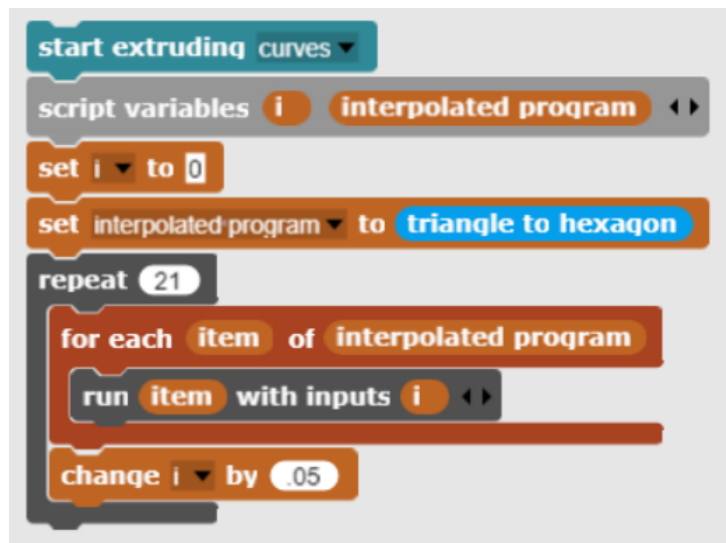 start extruding curves
script variables i interpolated program
set i to 0
set interpolated program to triangle to hexagon
repeat 21
for each item of interpolated program
run item with inputs i
change i by .05